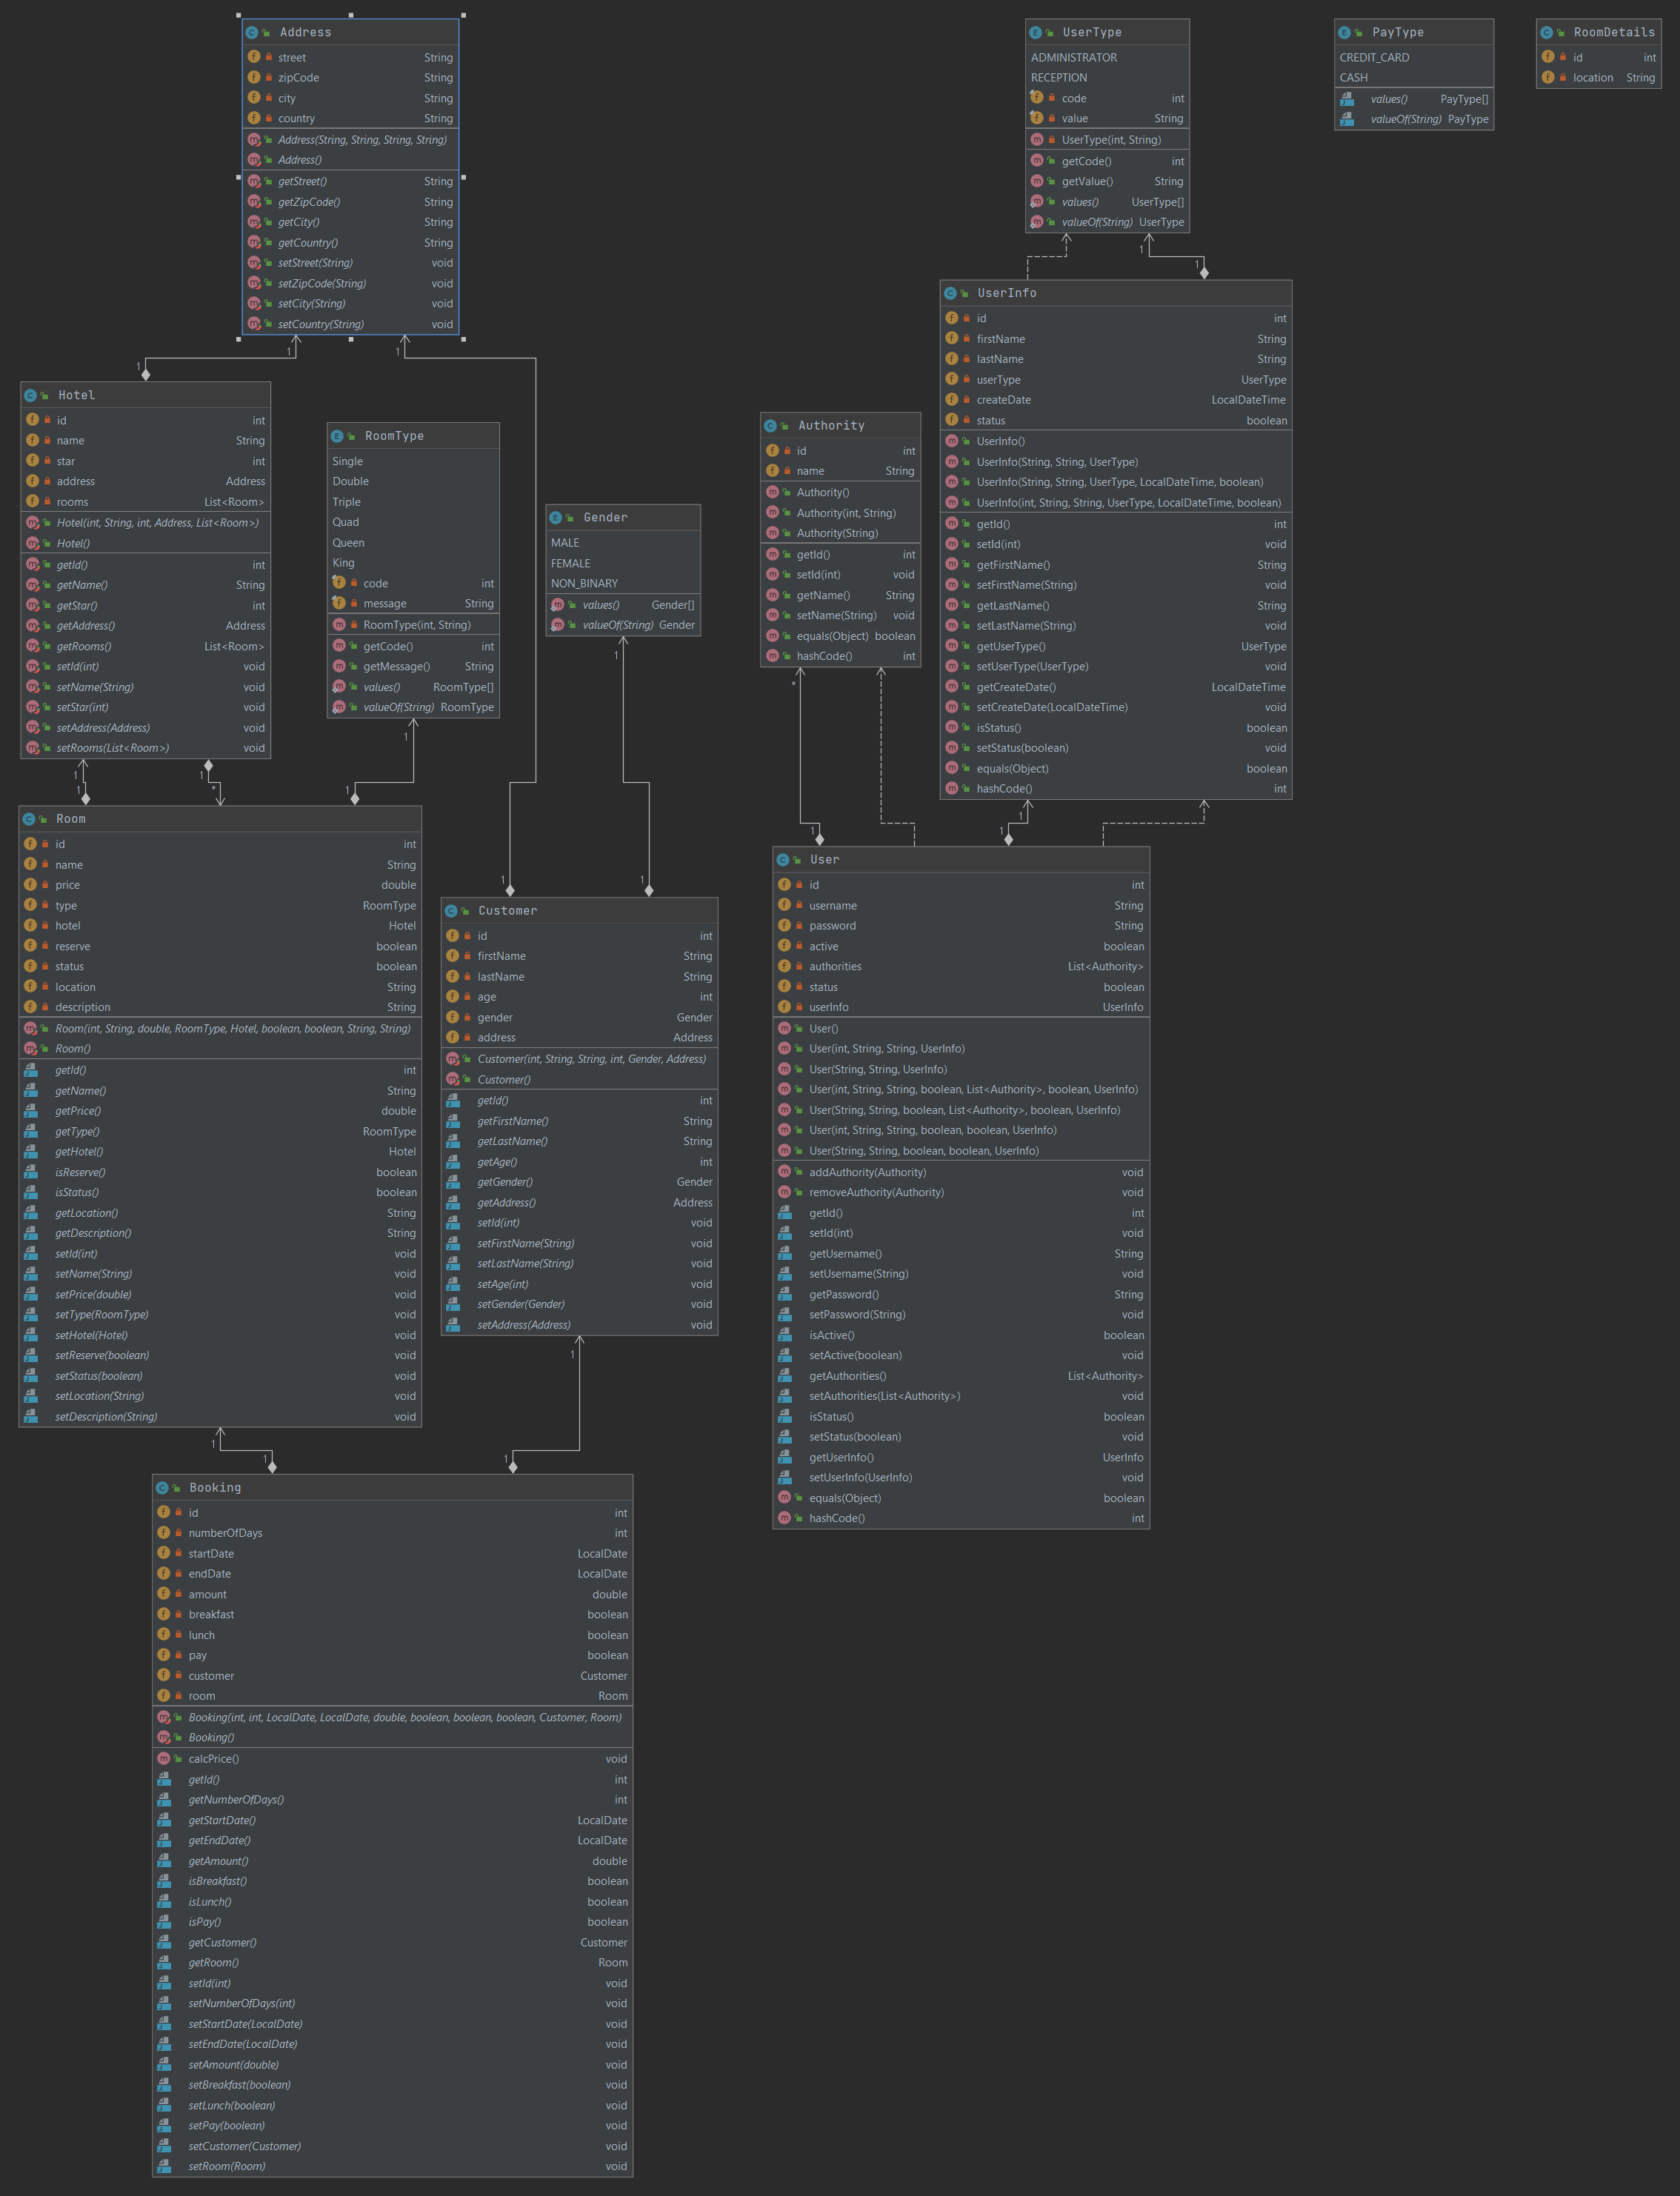 Address
street String
zipCode String
city String
country String
Address(String, String, String, String)
Address()
getStreet() String
getZipCode() String
getCity() String
getCountry() String
setStreet(String) void
setZipCode(String) void
setCity(String) void
setCountry(String) void
1
1
UserType
ADMINISTRATOR
RECEPTION
code int
value String
UserType(int, String)
getCode() int
getValue() String
values() UserType[]
valueOf(String) UserType
1
1
PayType
CREDIT_CARD
CASH
values() PayType[]
valueOf(String) PayType
RoomDetails
id int
location String
1
Hotel
id int
name String
star int
address Address
rooms List<Room>
Hotel(int, String, int, Address, List<Room>)
Hotel()
getId() int
getName() String
getStar() int
getAddress() Address
getRooms() List<Room>
setId(int) void
setName(String) void
setStar(int) void
setAddress(Address) void
setRooms(List<Room>) void
1
1
1
*
RoomType
Single
Double
Triple
Quad
Queen
King
code int
message String
RoomType(int, String)
getCode() int
getMessage() String
values() RoomType[]
valueOf(String) RoomType
1
1
Gender
MALE
FEMALE
NON_BINARY
values() Gender[]
valueOf(String) Gender
1
Authority
id int
name String
Authority()
Authority(int, String)
Authority(String)
getId() int
setId(int) void
getName() String
setName(String) void
equals(Object) boolean
hashCode() int
*
1
UserInfo
id int
firstName String
lastName String
userType UserType
createDate LocalDateTime
status boolean
UserInfo()
UserInfo(String, String, UserType)
UserInfo(String, String, UserType, LocalDateTime, boolean)
UserInfo(int, String, String, UserType, LocalDateTime, boolean)
getId() int
setId(int) void
getFirstName() String
setFirstName(String) void
getLastName() String
setLastName(String) void
getUserType() UserType
setUserType(UserType) void
getCreateDate() LocalDateTime
setCreateDate(LocalDateTime) void
isStatus() boolean
setStatus(boolean) void
equals(Object) boolean
hashCode() int
1
1
Room
id int
name String
price double
type RoomType
hotel Hotel
reserve boolean
status boolean
location String
description String
Room(int, String, double, RoomType, Hotel, boolean, boolean, String, String)
Room()
getId() int
getName() String
getPrice() double
getType() RoomType
getHotel() Hotel
isReserve() boolean
isStatus() boolean
getLocation() String
getDescription() String
setId(int) void
setName(String) void
setPrice(double) void
setType(RoomType) void
setHotel(Hotel) void
setReserve(boolean) void
setStatus(boolean) void
setLocation(String) void
setDescription(String) void
1
1
1
1
Customer
id int
firstName String
lastName String
age int
gender Gender
address Address
Customer(int, String, String, int, Gender, Address)
Customer()
getId() int
getFirstName() String
getLastName() String
getAge() int
getGender() Gender
getAddress() Address
setId(int) void
setFirstName(String) void
setLastName(String) void
setAge(int) void
setGender(Gender) void
setAddress(Address) void
1
1
User
id int
username String
password String
active boolean
authorities List<Authority>
status boolean
userInfo UserInfo
User()
User(int, String, String, UserInfo)
User(String, String, UserInfo)
User(int, String, String, boolean, List<Authority>, boolean, UserInfo)
User(String, String, boolean, List<Authority>, boolean, UserInfo)
User(int, String, String, boolean, boolean, UserInfo)
User(String, String, boolean, boolean, UserInfo)
addAuthority(Authority) void
removeAuthority(Authority) void
getId() int
setId(int) void
getUsername() String
setUsername(String) void
getPassword() String
setPassword(String) void
isActive() boolean
setActive(boolean) void
getAuthorities() List<Authority>
setAuthorities(List<Authority>) void
isStatus() boolean
setStatus(boolean) void
getUserInfo() UserInfo
setUserInfo(UserInfo) void
equals(Object) boolean
hashCode() int
Booking
id int
numberOfDays int
startDate LocalDate
endDate LocalDate
amount double
breakfast boolean
lunch boolean
pay boolean
customer Customer
room Room
Booking(int, int, LocalDate, LocalDate, double, boolean, boolean, boolean, Customer, Room)
Booking()
calcPrice() void
getId() int
getNumberOfDays() int
getStartDate() LocalDate
getEndDate() LocalDate
getAmount() double
isBreakfast() boolean
isLunch() boolean
isPay() boolean
getCustomer() Customer
getRoom() Room
setId(int) void
setNumberOfDays(int) void
setStartDate(LocalDate) void
setEndDate(LocalDate) void
setAmount(double) void
setBreakfast(boolean) void
setLunch(boolean) void
setPay(boolean) void
setCustomer(Customer) void
setRoom(Room) void